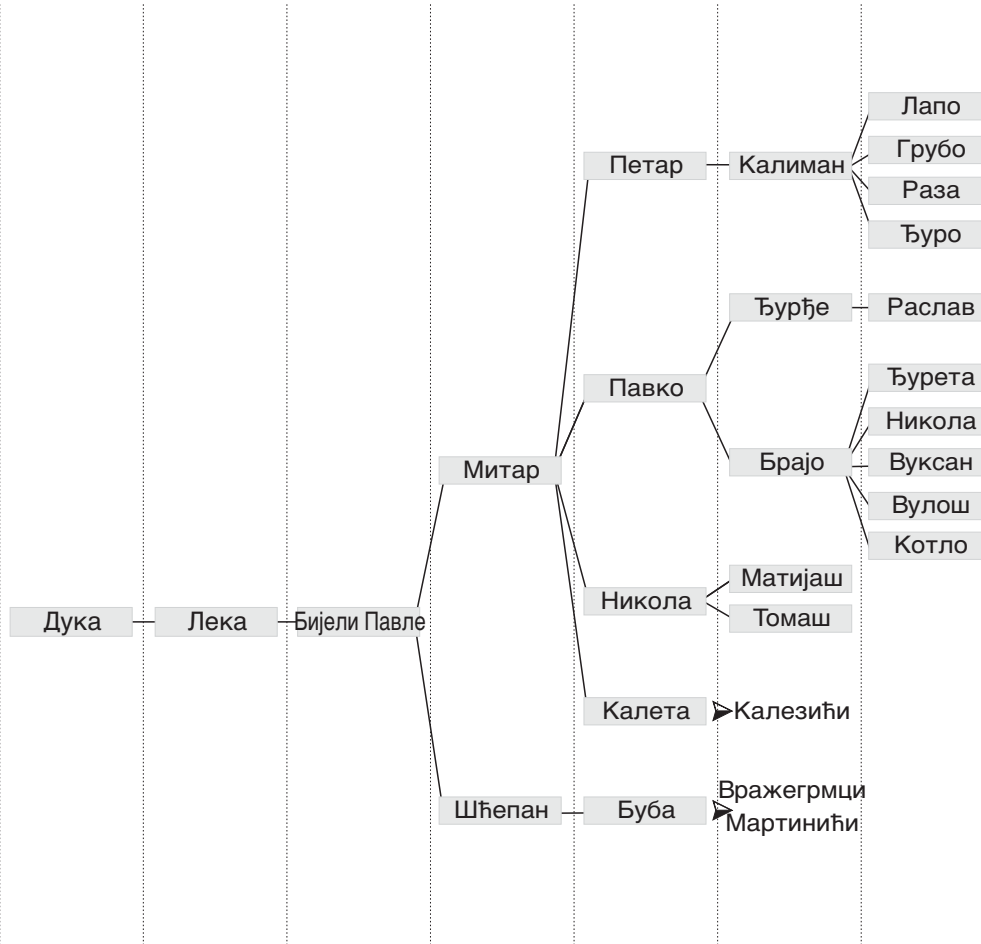 Дука
Лека
Бијели Павле
Митар
Шћепан
Петар
Павко
Никола
Калета
Буба
Калиман
Ђурђе
Брајо
Матијаш
Томаш
Калезићи
Вражегрмци
Мартинићи
Лапо
Грубо
Раза
Ђуро
Раслав
Ђурета
Никола
Вуксан
Вулош
Котло